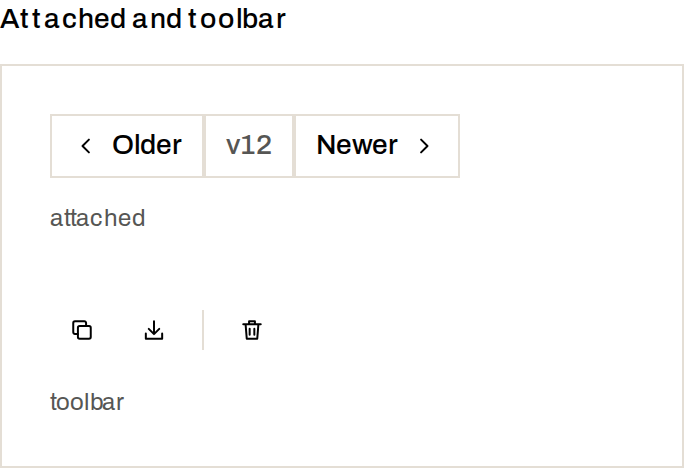 Attached and toolbar
Older v12 Newer
attached
toolbar